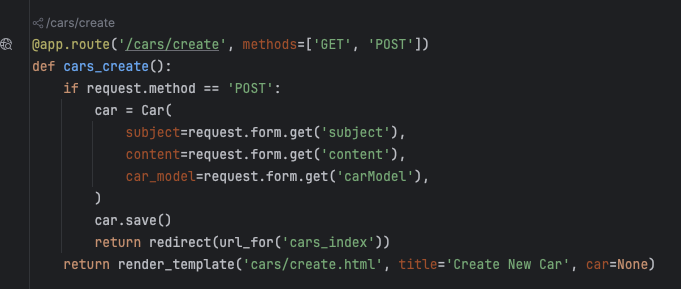 /cars/create
@app.route('/cars/create', methods=['GET', 'POST'])
def cars_create():
    if request.method == 'POST':
        car = Car(
            subject=request.form.get('subject'),
            content=request.form.get('content'),
            car_model=request.form.get('carModel'),
        )
        car.save()
        return redirect(url_for('cars_index'))
    return render_template('cars/create.html', title='Create New Car', car=None)